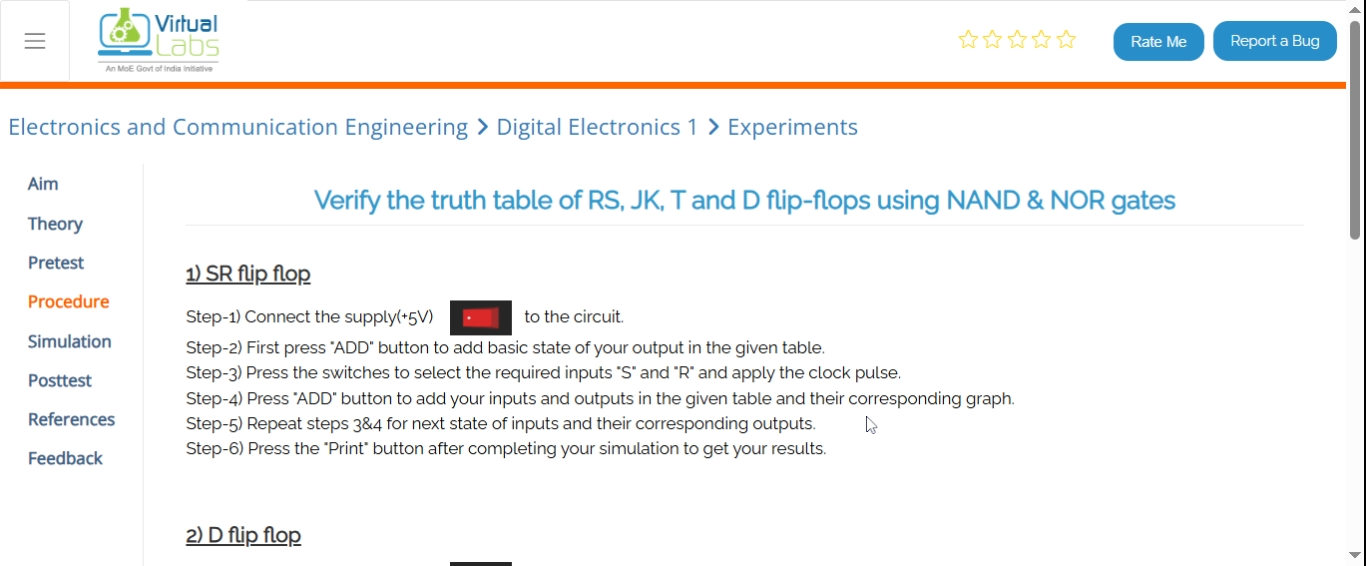 Virtual
Labs
An MoE Govt of India Initiative
Rate Me
Report a Bug
Electronics and Communication Engineering > Digital Electronics 1 > Experiments
Aim
Theory
Pretest
Procedure
Simulation
Posttest
References
Feedback
Verify the truth table of RS, JK, T and D flip-flops using NAND & NOR gates
1) SR flip flop
Step-1) Connect the supply(+5V) to the circuit.
Step-2) First press "ADD" button to add basic state of your output in the given table.
Step-3) Press the switches to select the required inputs "S" and "R" and apply the clock pulse.
Step-4) Press "ADD" button to add your inputs and outputs in the given table and their corresponding graph.
Step-5) Repeat steps 3&4 for next state of inputs and their corresponding outputs.
Step-6) Press the "Print" button after completing your simulation to get your results.
2) D flip flop